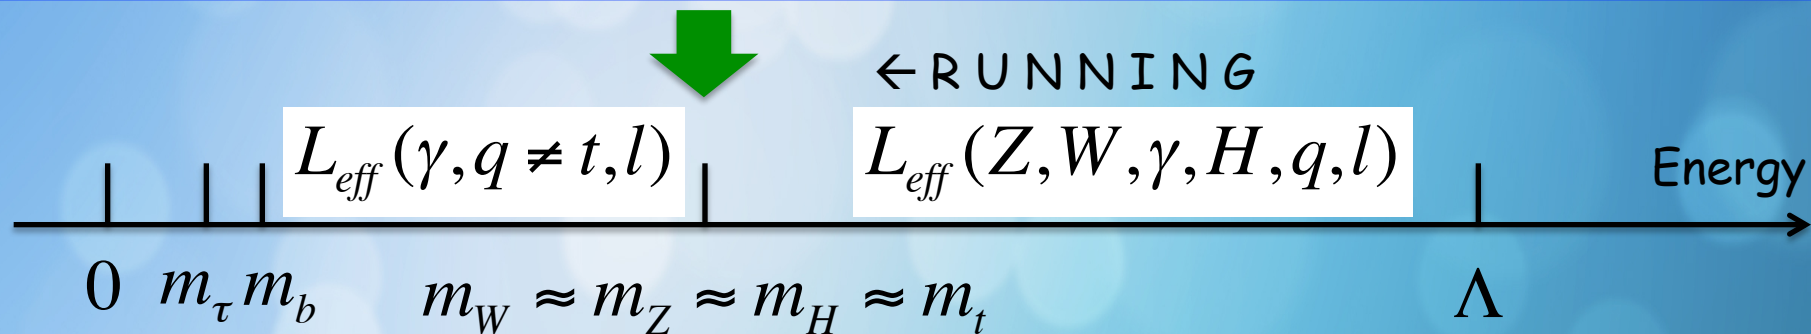 ←RUNNING
L_eff(γ,q ≠ t,l) L_eff(Z,W,γ,H,q,l) Energy
0 m_τ m_b m_W ≈ m_Z ≈ m_H ≈ m_t Λ